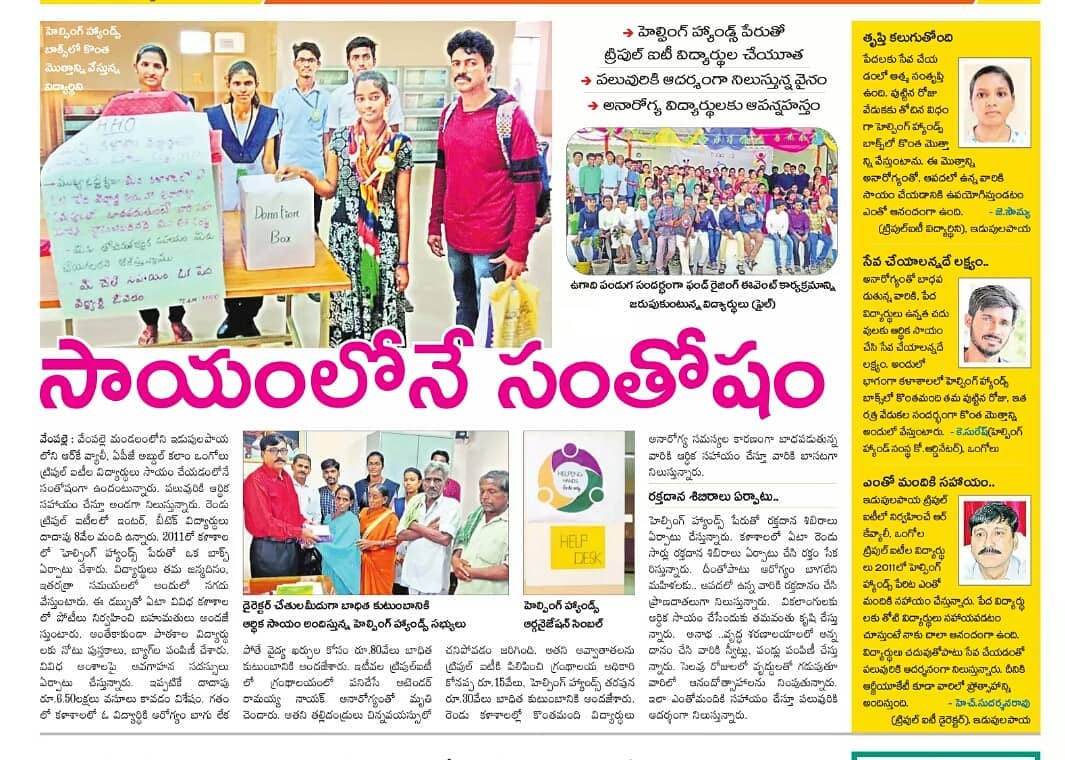 హెల్పింగ్ హ్యాండ్స్
బాక్స్‌లో కొంత
మొత్తాన్ని వేస్తున్న
విద్యార్థిని
HHO
Donation
Box
TEAM HHO
➔ హెల్పింగ్ హ్యాండ్స్ పేరుతో
ట్రిపుల్ ఐటీ విద్యార్థుల చేయూత
➔ పలువురికి ఆదర్శంగా నిలుస్తున్న వైనం
➔ అనారోగ్య విద్యార్థులకు ఆపన్నహస్తం
ఉగాది పండుగ సందర్భంగా ఫండ్ రైజింగ్ ఈవెంట్ కార్యక్రమాన్ని
జరుపుకుంటున్న విద్యార్థులు (ఫైల్)
సాయంలోనే సంతోషం
వేంపల్లె : వేంపల్లె మండలంలోని ఇడుపులపాయ
లోని ఆర్‌కే వ్యాలీ, ఏపీజే అబ్దుల్ కలాం ఒంగోలు
ట్రిపుల్ ఐటీల విద్యార్థులు సాయం చేయడంలోనే
సంతోషంగా ఉందంటున్నారు. పలువురికి ఆర్థిక
సహాయం చేస్తూ అండగా నిలుస్తున్నారు. రెండు
ట్రిపుల్ ఐటీలలో ఇంటర్, బీటెక్ విద్యార్థులు
దాదాపు 8వేల మంది ఉన్నారు. 2011లో కళాశాల
లో హెల్పింగ్ హ్యాండ్స్ పేరుతో ఒక బాక్స్
ఏర్పాటు చేశారు. విద్యార్థులు తమ జన్మదినం,
ఇతరత్రా సమయలలో అందులో నగదు
వేస్తుంటారు. ఈ డబ్బుతో ఏటా వివిధ కళాశాల
లో పోటీలు నిర్వహించి బహుమతులు అందజే
స్తుంటారు. అంతేకాకుండా పాఠశాల విద్యార్థు
లకు నోటు పుస్తకాలు, బ్యాగ్‌ల పంపిణీ చేశారు.
వివిధ అంశాలపై అవగాహన సదస్సులు
ఏర్పాటు చేస్తున్నారు. ఇప్పటికే దాదాపు
రూ.6.50లక్షలు వసూలు కావడం విశేషం. గతం
లో కళాశాలలో ఓ విద్యార్థికి ఆరోగ్యం బాగు లేక
డైరెక్టర్ చేతులమీదుగా బాధిత కుటుంబానికి
ఆర్థిక సాయం అందిస్తున్న హెల్పింగ్ హ్యాండ్స్ సభ్యులు
పోతే వైద్య ఖర్చుల కోసం రూ.80వేలు బాధిత
కుటుంబానికి అందజేశారు. ఇటీవల ట్రిపుల్‌ఐటీ
లో గ్రంథాలయంలో పనిచేసే అటెండర్
రామయ్య నాయక్ అనారోగ్యంతో మృతి
చెందారు. అతని తల్లిదండ్రులు చిన్నవయస్సులో
HELPING
HANDS
HELP
DESK
హెల్పింగ్ హ్యాండ్స్
ఆర్గనైజేషన్ సింబల్
చనిపోవడం జరిగింది. అతని అవ్వాతాతలను
ట్రిపుల్ ఐటీకి పిలిపించి గ్రంథాలయ అధికారి
కొనప్ప రూ.15వేలు, హెల్పింగ్ హ్యాండ్స్ తరఫున
రూ.30వేలు బాధిత కుటుంబానికి అందజేశారు.
రెండు కళాశాలల్లో కొంతమంది విద్యార్థులు
అనారోగ్య సమస్యల కారణంగా బాధపడుతున్న
వారికి ఆర్థిక సహాయం చేస్తూ వారికి బాసటగా
నిలుస్తున్నారు.
రక్తదాన శిబిరాలు ఏర్పాటు..
హెల్పింగ్ హ్యాండ్స్ పేరుతో రక్తదాన శిబిరాలు
ఏర్పాటు చేస్తున్నారు. కళాశాలలో ఏటా రెండు
సార్లు రక్తదాన శిబిరాలు ఏర్పాటు చేసి రక్తం సేక
రిస్తున్నారు. దీంతోపాటు ఆరోగ్యం బాగలేని
మహిళలకు.. ఆపదలో ఉన్న వారికి రక్తదానం చేసి
ప్రాణదాతలుగా నిలుస్తున్నారు. వికలాంగులకు
ఆర్థిక సాయం చేసేందుకు తమవంతు కృషి చేస్తు
న్నారు. అనాథ ..వృద్ధ శరణాలయాలలో అన్న
దానం చేసి వారికి స్వీట్లు, పండ్లు పంపిణీ చేస్తు
న్నారు. సెలవు రోజులలో వృద్ధులతో గడుపుతూ
వారిలో ఆనందోత్సాహాలను నింపుతున్నారు.
ఇలా ఎంతోమందికి సహాయం చేస్తూ పలువురికి
ఆదర్శంగా నిలుస్తున్నారు.
తృప్తి కలుగుతోంది
పేదలకు సేవ చేయ
డంలో ఆత్మ సంతృప్తి
ఉంది. పుట్టిన రోజు
వేడుకకు తోచిన విధం
గా హెల్పింగ్ హ్యాండ్స్
బాక్స్‌లో కొంత మొత్తా
న్ని వేస్తుంటాను. ఈ మొత్తాన్ని
అనారోగ్యంతో, ఆపదలో ఉన్న వారికి
సాయం చేయడానికి ఉపయోగిస్తుండటం
ఎంతో ఆనందంగా ఉంది. - జె.సౌమ్య
(ట్రిపుల్‌ఐటీ విద్యార్థిని), ఇడుపులపాయ
సేవ చేయాలన్నదే లక్ష్యం..
అనారోగ్యంతో బాధప
డుతున్న వారికి, పేద
విద్యార్థులు ఉన్నత చదు
వులకు ఆర్థిక సాయం
చేసి సేవ చేయాలన్నదే
లక్ష్యం. అందులో
భాగంగా కళాశాలలో హెల్పింగ్ హ్యాండ్స్
బాక్స్‌లో కొంతమంది తమ పుట్టిన రోజు, ఇత
రత్ర వేడుకల సందర్భంగా కొంత మొత్తాన్ని
అందులో వేస్తుంటారు. - కె.సురేష్(హెల్పింగ్
హ్యాండ్ సంస్థ కో.ఆర్డినేటర్), ఒంగోలు
ఎంతో మందికి సహాయం..
ఇడుపులపాయ ట్రిపుల్
ఐటీలో నిర్వహించే ఆర్
కేవ్యాలీ, ఒంగోల
ట్రిపుల్ ఐటీల విద్యార్థు
లు 2011లో హెల్పింగ్
హ్యాండ్స్ పేరిట ఎంతో
మందికి సహాయం చేస్తున్నారు. పేద విద్యార్థు
లకు తోటి విద్యార్థులు సహాయపడటం
చూస్తుంటే నాకు చాలా ఆనందంగా ఉంది.
విద్యార్థులు చదువుతోపాటు సేవ చేయడంతో
పలువురికి ఆదర్శనంగా నిలుస్తున్నారు. దీనికి
ఆర్జీయూకేటీ కూడా వారిలో ప్రోత్సాహాన్ని
అందిస్తుంది. - హెచ్.సుదర్శనరావు
(ట్రిపుల్ ఐటీ డైరెక్టర్), ఇడుపులపాయ